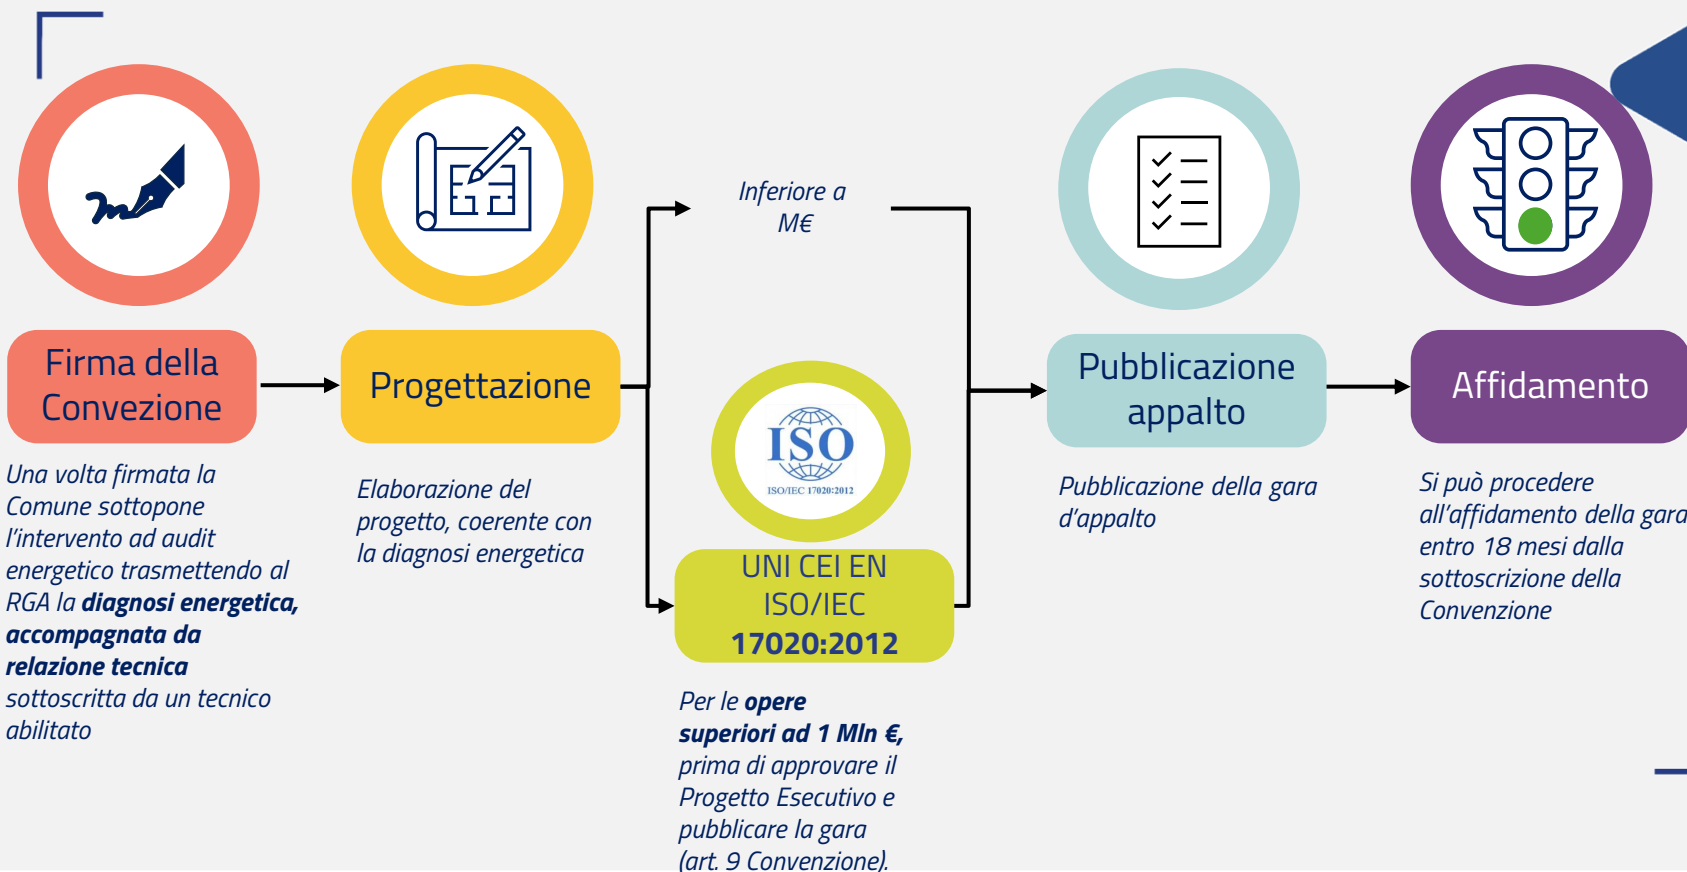 Firma della
Convezione
Una volta firmata la
Comune sottopone
l'intervento ad audit
energetico trasmettendo al
RGA la diagnosi energetica,
accompagnata da
relazione tecnica
sottoscritta da un tecnico
abilitato
Progettazione
Elaborazione del
progetto, coerente con
la diagnosi energetica
Inferiore a
M€
ISO
ISO/IEC 17020:2012
UNI CEI EN
ISO/IEC
17020:2012
Per le opere
superiori ad 1 Mln €,
prima di approvare il
Progetto Esecutivo e
pubblicare la gara
(art. 9 Convenzione).
Pubblicazione
appalto
Pubblicazione della gara
d'appalto
Affidamento
Si può procedere
all'affidamento della gara
entro 18 mesi dalla
sottoscrizione della
Convenzione